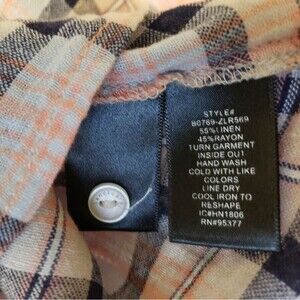 STYLE#
B0769-ZLR569
55% LINEN
45% RAYON
TURN GARMENT
INSIDE OUT
HAND WASH
COLD WITH LIKE
COLORS
LINE DRY
COOL IRON TO
RESHAPE
IC#HN1806
RN#95377